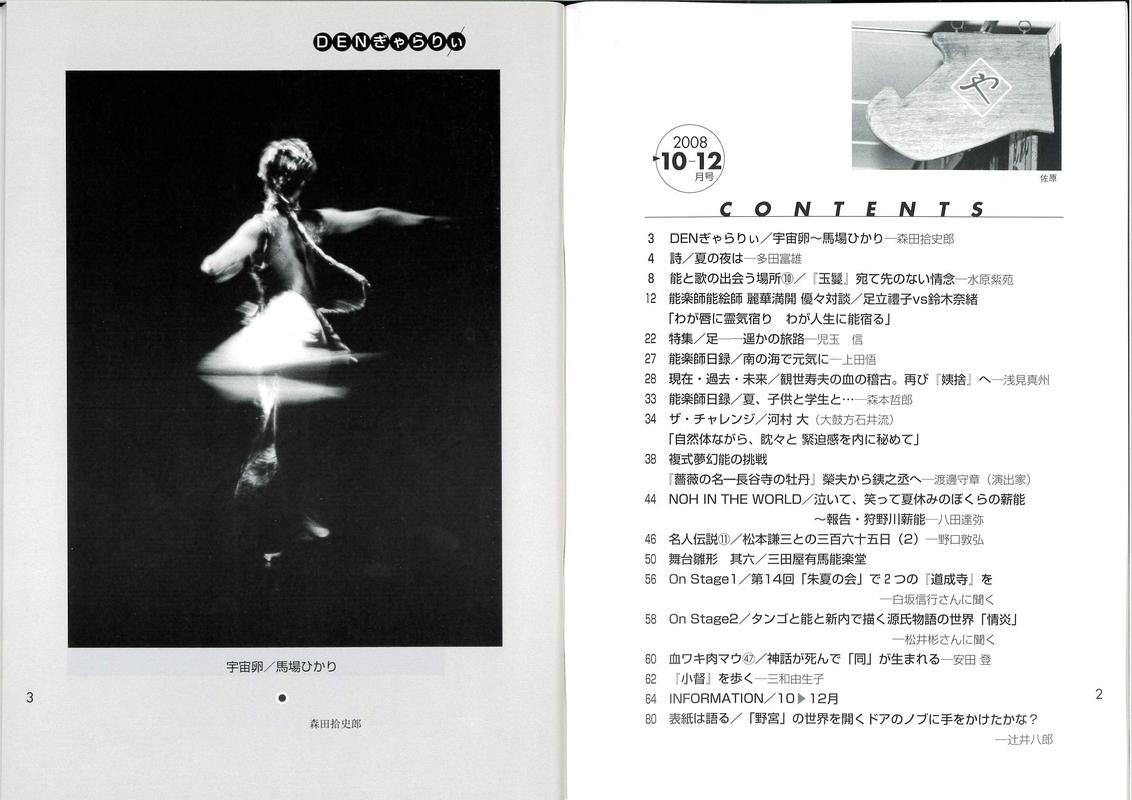 DENぎゃらりぃ
宇宙卵／馬場ひかり
●
森田拾史郎
3
や
佐原
2008
10-12
月号
CONTENTS
3 DENぎゃらりぃ／宇宙卵〜馬場ひかり─森田拾史郎
4 詩／夏の夜は─多田富雄
8 能と歌の出会う場所⑩／『玉鬘』宛て先のない情念─水原紫苑
12 能楽師能絵師 麗華満開 優々対談／足立禮子vs鈴木奈緒
「わが唇に霊気宿り　わが人生に能宿る」
22 特集／足──遥かの旅路─児玉　信
27 能楽師日録／南の海で元気に─上田悟
28 現在・過去・未来／観世寿夫の血の稽古。再び『姨捨』へ─浅見真州
33 能楽師日録／夏、子供と学生と…─森本哲郎
34 ザ・チャレンジ／河村 大（大鼓方石井流）
「自然体ながら、眈々と 緊迫感を内に秘めて」
38 複式夢幻能の挑戦
『薔薇の名─長谷寺の牡丹』榮夫から銕之丞へ─渡邊守章（演出家）
44 NOH IN THE WORLD／泣いて、笑って夏休みのぼくらの薪能
〜報告・狩野川薪能─八田達弥
46 名人伝説⑪／松本謙三との三百六十五日（2）─野口敦弘
50 舞台雛形　其六／三田屋有馬能楽堂
56 On Stage1／第14回「朱夏の会」で２つの『道成寺』を
─白坂信行さんに聞く
58 On Stage2／タンゴと能と新内で描く源氏物語の世界「情炎」
─松井彬さんに聞く
60 血ワキ肉マウ㊼／神話が死んで「同」が生まれる─安田 登
62 『小督』を歩く─三和由生子
64 INFORMATION／10▶12月
80 表紙は語る／「野宮」の世界を開くドアのノブに手をかけたかな？
─辻井八郎
2